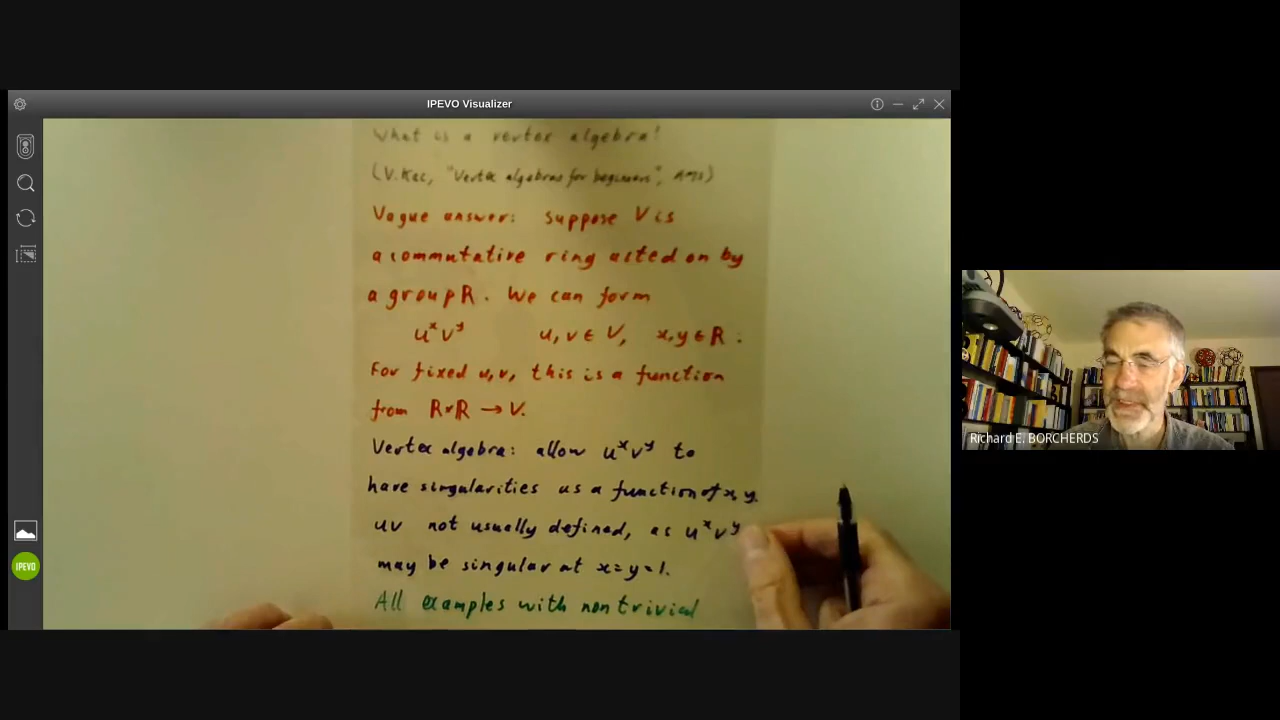 IPEVO Visualizer
What is a vertex algebra?
(V. Kac, "Vertex algebras for beginners", AMS)
Vague answer: suppose V is
a commutative ring acted on by
a group R. We can form
uˣvʸ u, v ∈ V, x, y ∈ R :
For fixed u, v, this is a function
from R×R → V.
Vertex algebra: allow uˣvʸ to
have singularities as a function of x, y.
uv not usually defined, as uˣvʸ
may be singular at x=y=1.
All examples with nontrivial
IPEVO
Richard E. BORCHERDS